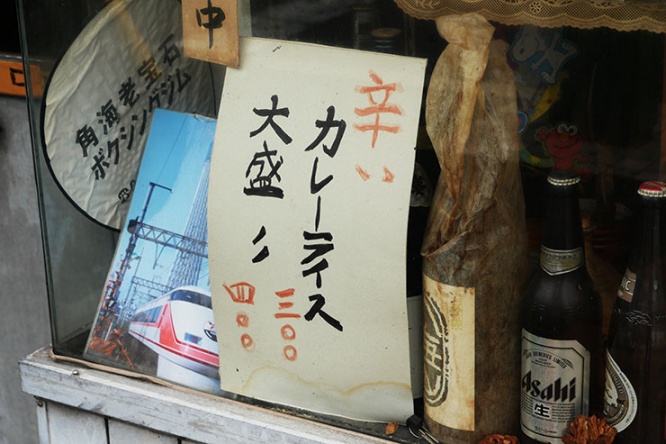 中
角海老宝石
ボクシングジム
辛い
カレーライス
三〇〇
大盛〃
四〇〇
Asahi
生